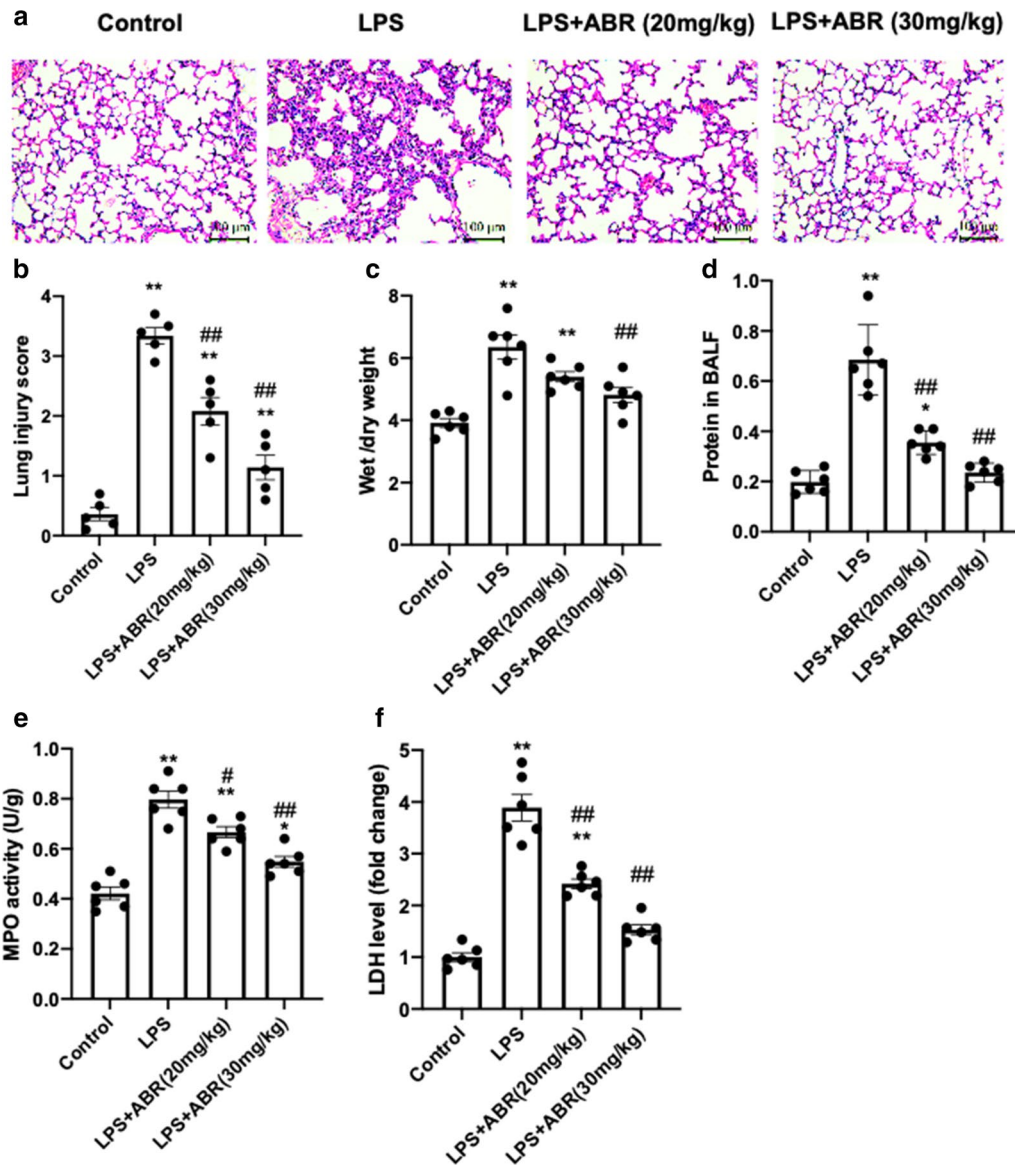 a
Control LPS LPS+ABR (20mg/kg) LPS+ABR (30mg/kg)
100 µm 100 µm 100 µm 100 µm
b
Lung injury score
4
3
2
1
0
**
##
**
##
**
Control
LPS
LPS+ABR(20mg/kg)
LPS+ABR(30mg/kg)
c
Wet /dry weight
8
6
4
2
0
**
**
##
Control
LPS
LPS+ABR(20mg/kg)
LPS+ABR(30mg/kg)
d
Protein in BALF
1.0
0.8
0.6
0.4
0.2
0.0
**
##
*
##
Control
LPS
LPS+ABR(20mg/kg)
LPS+ABR(30mg/kg)
e
MPO activity (U/g)
1.0
0.8
0.6
0.4
0.2
0.0
**
#
**
##
*
Control
LPS
LPS+ABR(20mg/kg)
LPS+ABR(30mg/kg)
f
LDH level (fold change)
5
4
3
2
1
0
**
##
**
##
Control
LPS
LPS+ABR(20mg/kg)
LPS+ABR(30mg/kg)